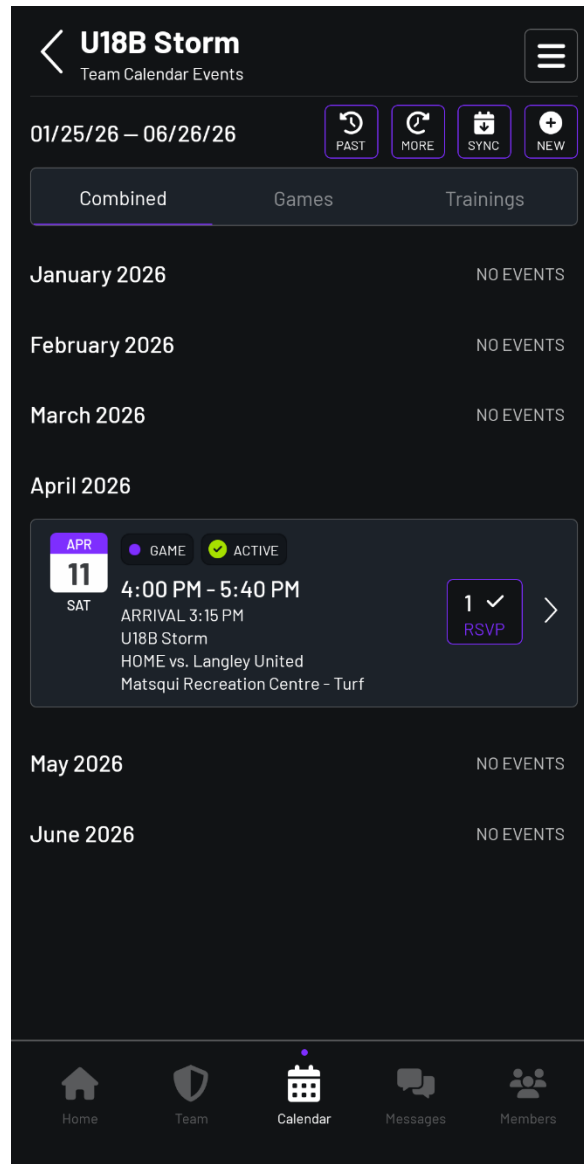 U18B Storm
Team Calendar Events
01/25/26 – 06/26/26
PAST
MORE
SYNC
NEW
Combined
Games
Trainings
January 2026
NO EVENTS
February 2026
NO EVENTS
March 2026
NO EVENTS
April 2026
APR
11
SAT
GAME
ACTIVE
4:00 PM - 5:40 PM
ARRIVAL 3:15 PM
U18B Storm
HOME vs. Langley United
Matsqui Recreation Centre - Turf
1
RSVP
May 2026
NO EVENTS
June 2026
NO EVENTS
Home
Team
Calendar
Messages
Members